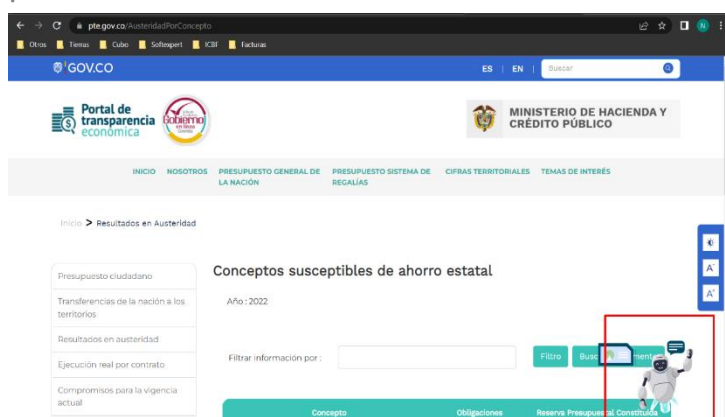 pte.gov.co/AusteridadPorConcepto
Otros Temas Cubo Softexpert ICBF Facturas
GOV.CO
ES | EN
Buscar
Portal de
transparencia
económica
Gobierno
en línea
MINISTERIO DE HACIENDA Y
CRÉDITO PÚBLICO
INICIO NOSOTROS PRESUPUESTO GENERAL DE
LA NACIÓN
PRESUPUESTO SISTEMA DE
REGALÍAS
CIFRAS TERRITORIALES TEMAS DE INTERÉS
Inicio > Resultados en Austeridad
Conceptos susceptibles de ahorro estatal
Año : 2022
Presupuesto ciudadano
Transferencias de la nación a los
territorios
Resultados en austeridad
Ejecución real por contrato
Compromisos para la vigencia
actual
Filtrar información por :
Filtro
Concepto Obligaciones Reserva Presupuestal Constituida
A-
A+
N